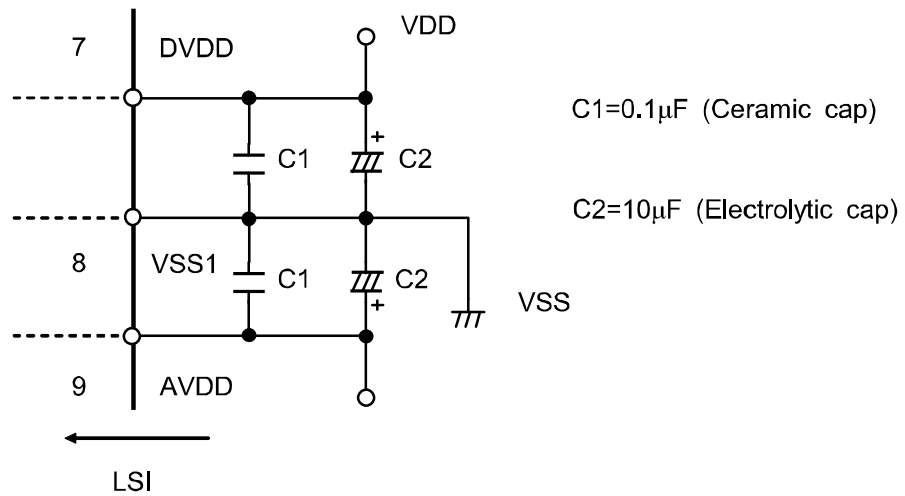 7 DVDD VDD
C1=0.1μF (Ceramic cap)
+
C1 C2
C2=10μF (Electrolytic cap)
8 VSS1 C1 C2
+
VSS
9 AVDD
LSI